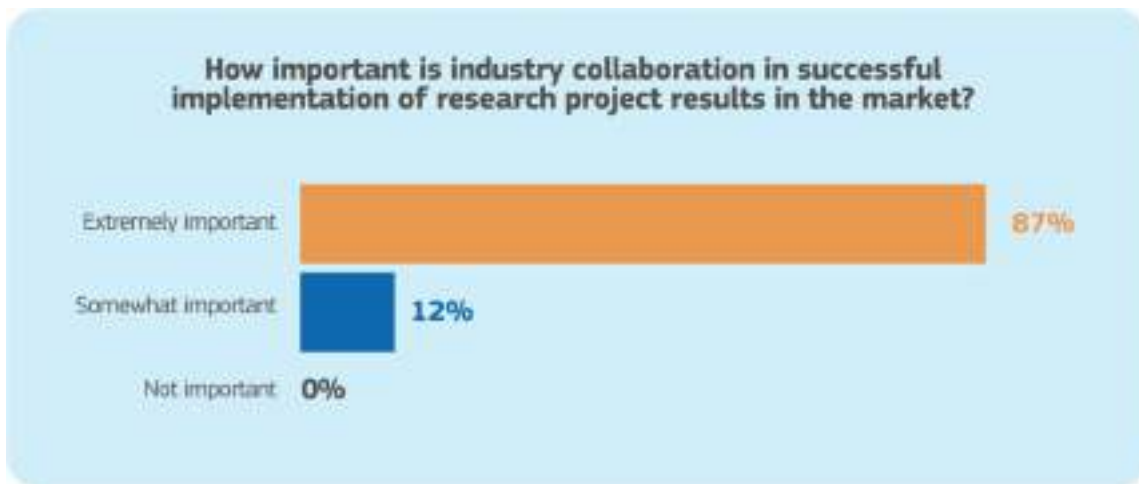 How important is industry collaboration in successful
implementation of research project results in the market?
Extremely important 87%
Somewhat important 12%
Not important 0%